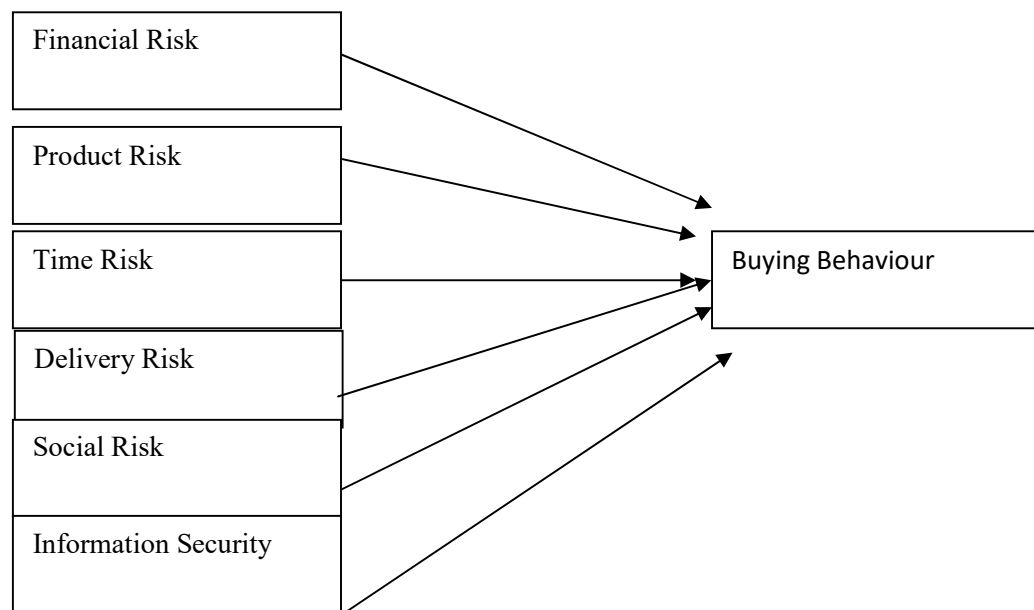 Financial Risk
Product Risk
Time Risk
Buying Behaviour
Delivery Risk
Social Risk
Information Security